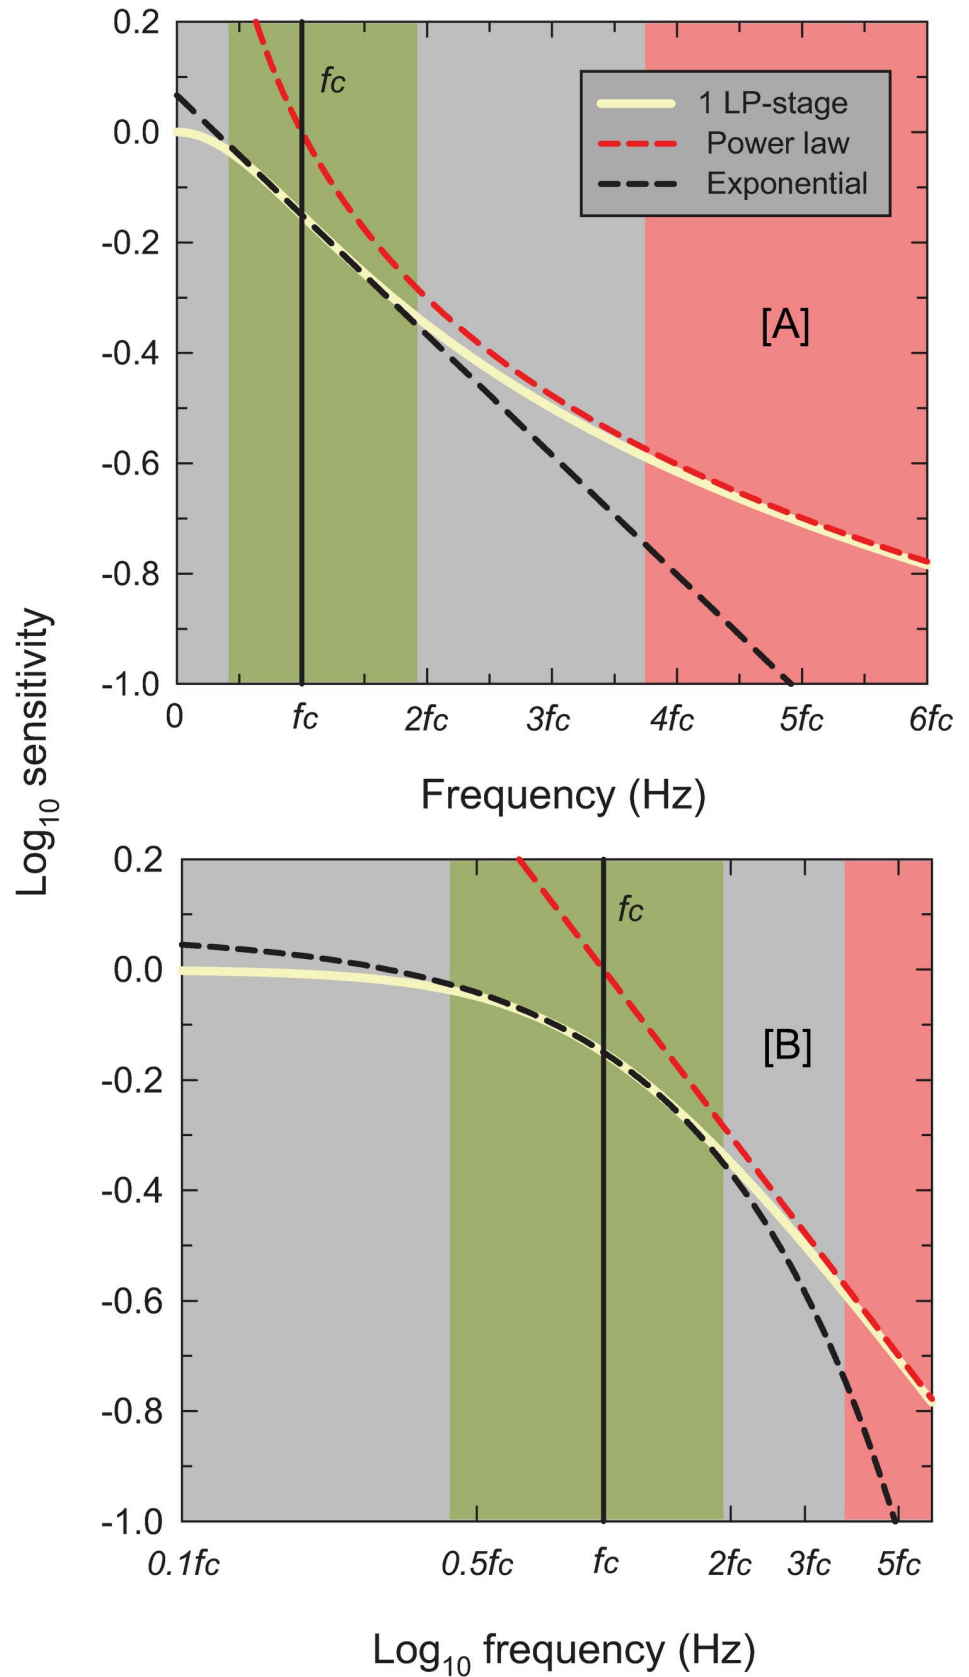 0.2
0.0
-0.2
-0.4
-0.6
-0.8
-1.0
fc
1 LP-stage
Power law
Exponential
[A]
0 fc 2fc 3fc 4fc 5fc 6fc
Frequency (Hz)
Log10 sensitivity
0.2
0.0
-0.2
-0.4
-0.6
-0.8
-1.0
fc
[B]
0.1fc 0.5fc fc 2fc 3fc 5fc
Log10 frequency (Hz)